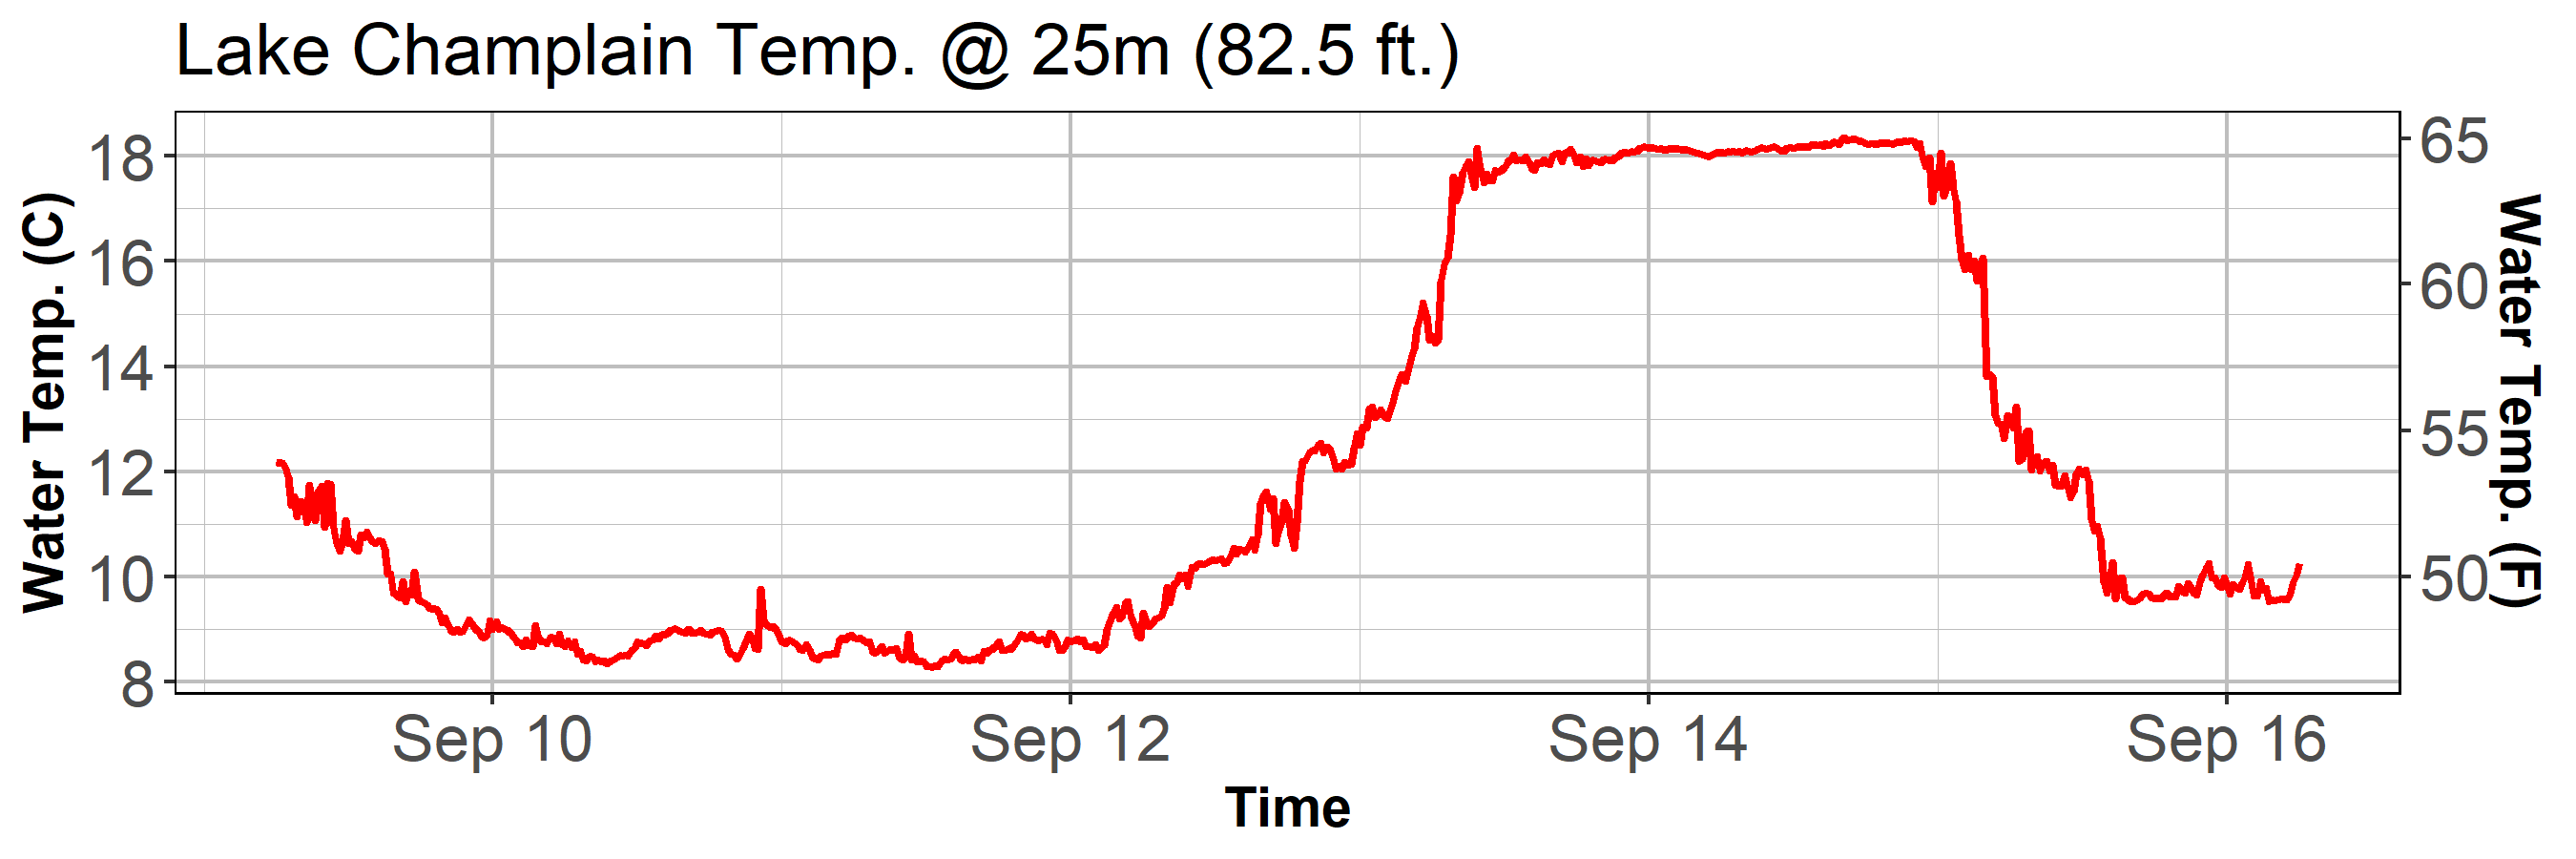 Lake Champlain Temp. @ 25m (82.5 ft.)
Water Temp. (C)
18
16
14
12
10
8
65
60
55
50
Water Temp. (F)
Sep 10
Sep 12
Sep 14
Sep 16
Time